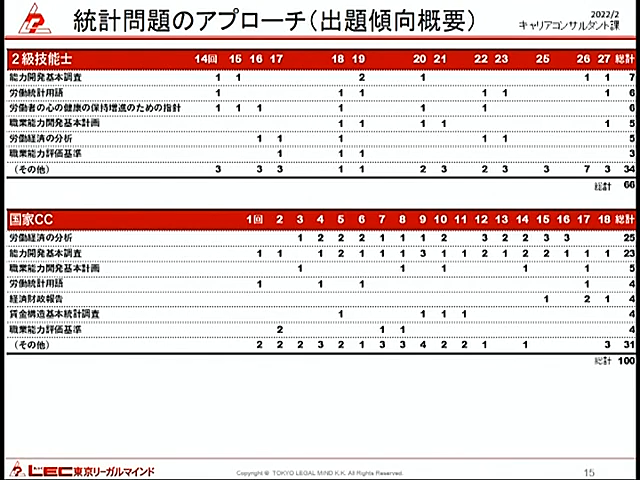 統計問題のアプローチ（出題傾向概要）
2022/2
キャリアコンサルタント課
2級技能士 14回 15 16 17 18 19 20 21 22 23 25 26 27 総計
能力開発基本調査 1 1 2 1 1 1 7
労働統計用語 1 1 1 1 1 1 6
労働者の心の健康の保持増進のための指針 1 1 1 1 1 1 6
職業能力開発基本計画 1 1 1 1 1 5
労働経済の分析 1 1 1 1 1 5
職業能力評価基準 1 1 1 3
（その他） 3 3 3 1 1 2 3 2 3 3 7 3 34
総計 66
国家CC 1回 2 3 4 5 6 7 8 9 10 11 12 13 14 15 16 17 18 総計
労働経済の分析 1 2 2 2 1 1 1 2 3 2 2 3 3 25
能力開発基本調査 1 1 1 2 1 1 1 3 1 1 2 1 2 2 1 1 1 23
職業能力開発基本計画 1 1 1 1 1 5
労働統計用語 1 1 1 1 4
経済財政報告 1 2 1 4
賃金構造基本統計調査 1 1 1 1 4
職業能力評価基準 2 1 1 4
（その他） 2 2 2 3 2 1 3 3 4 2 2 1 1 3 31
総計 100
LEC東京リーガルマインド
Copyright © TOKYO LEGAL MIND K.K. All Rights Reserved.
15